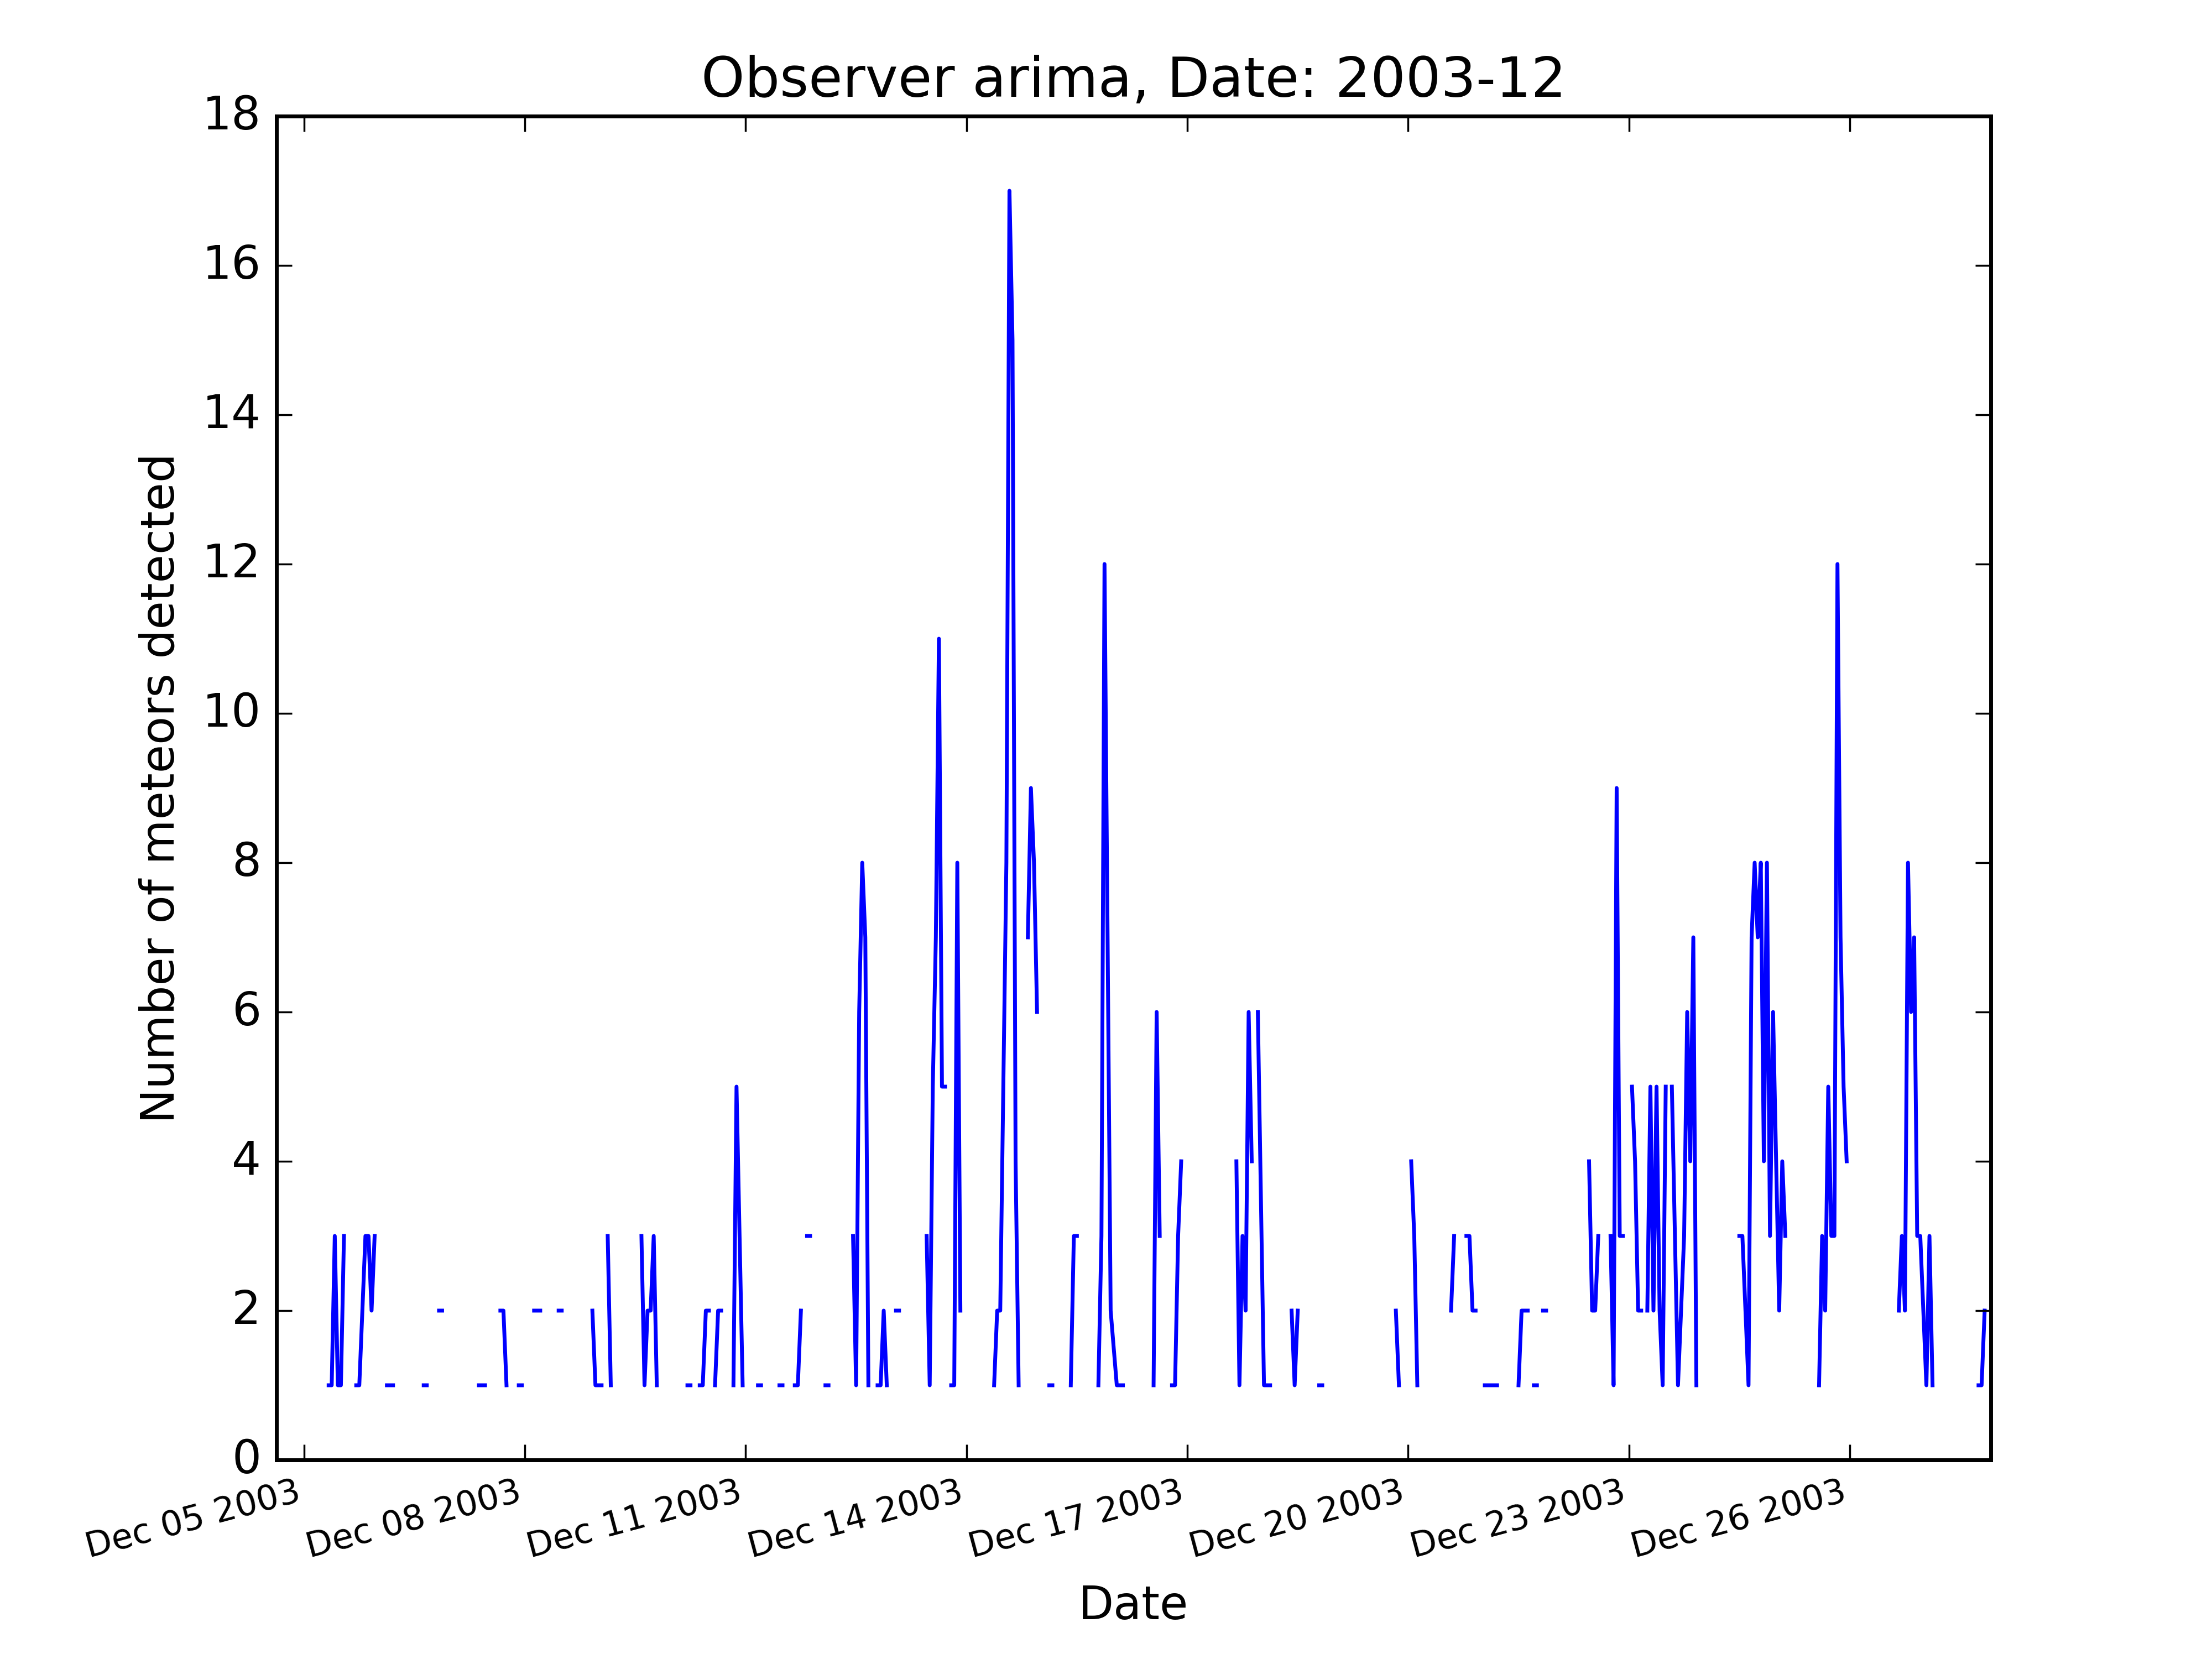 Observer arima, Date: 2003-12
18
16
14
12
10
8
6
4
2
0
Number of meteors detected
Dec 05 2003
Dec 08 2003
Dec 11 2003
Dec 14 2003
Dec 17 2003
Dec 20 2003
Dec 23 2003
Dec 26 2003
Date